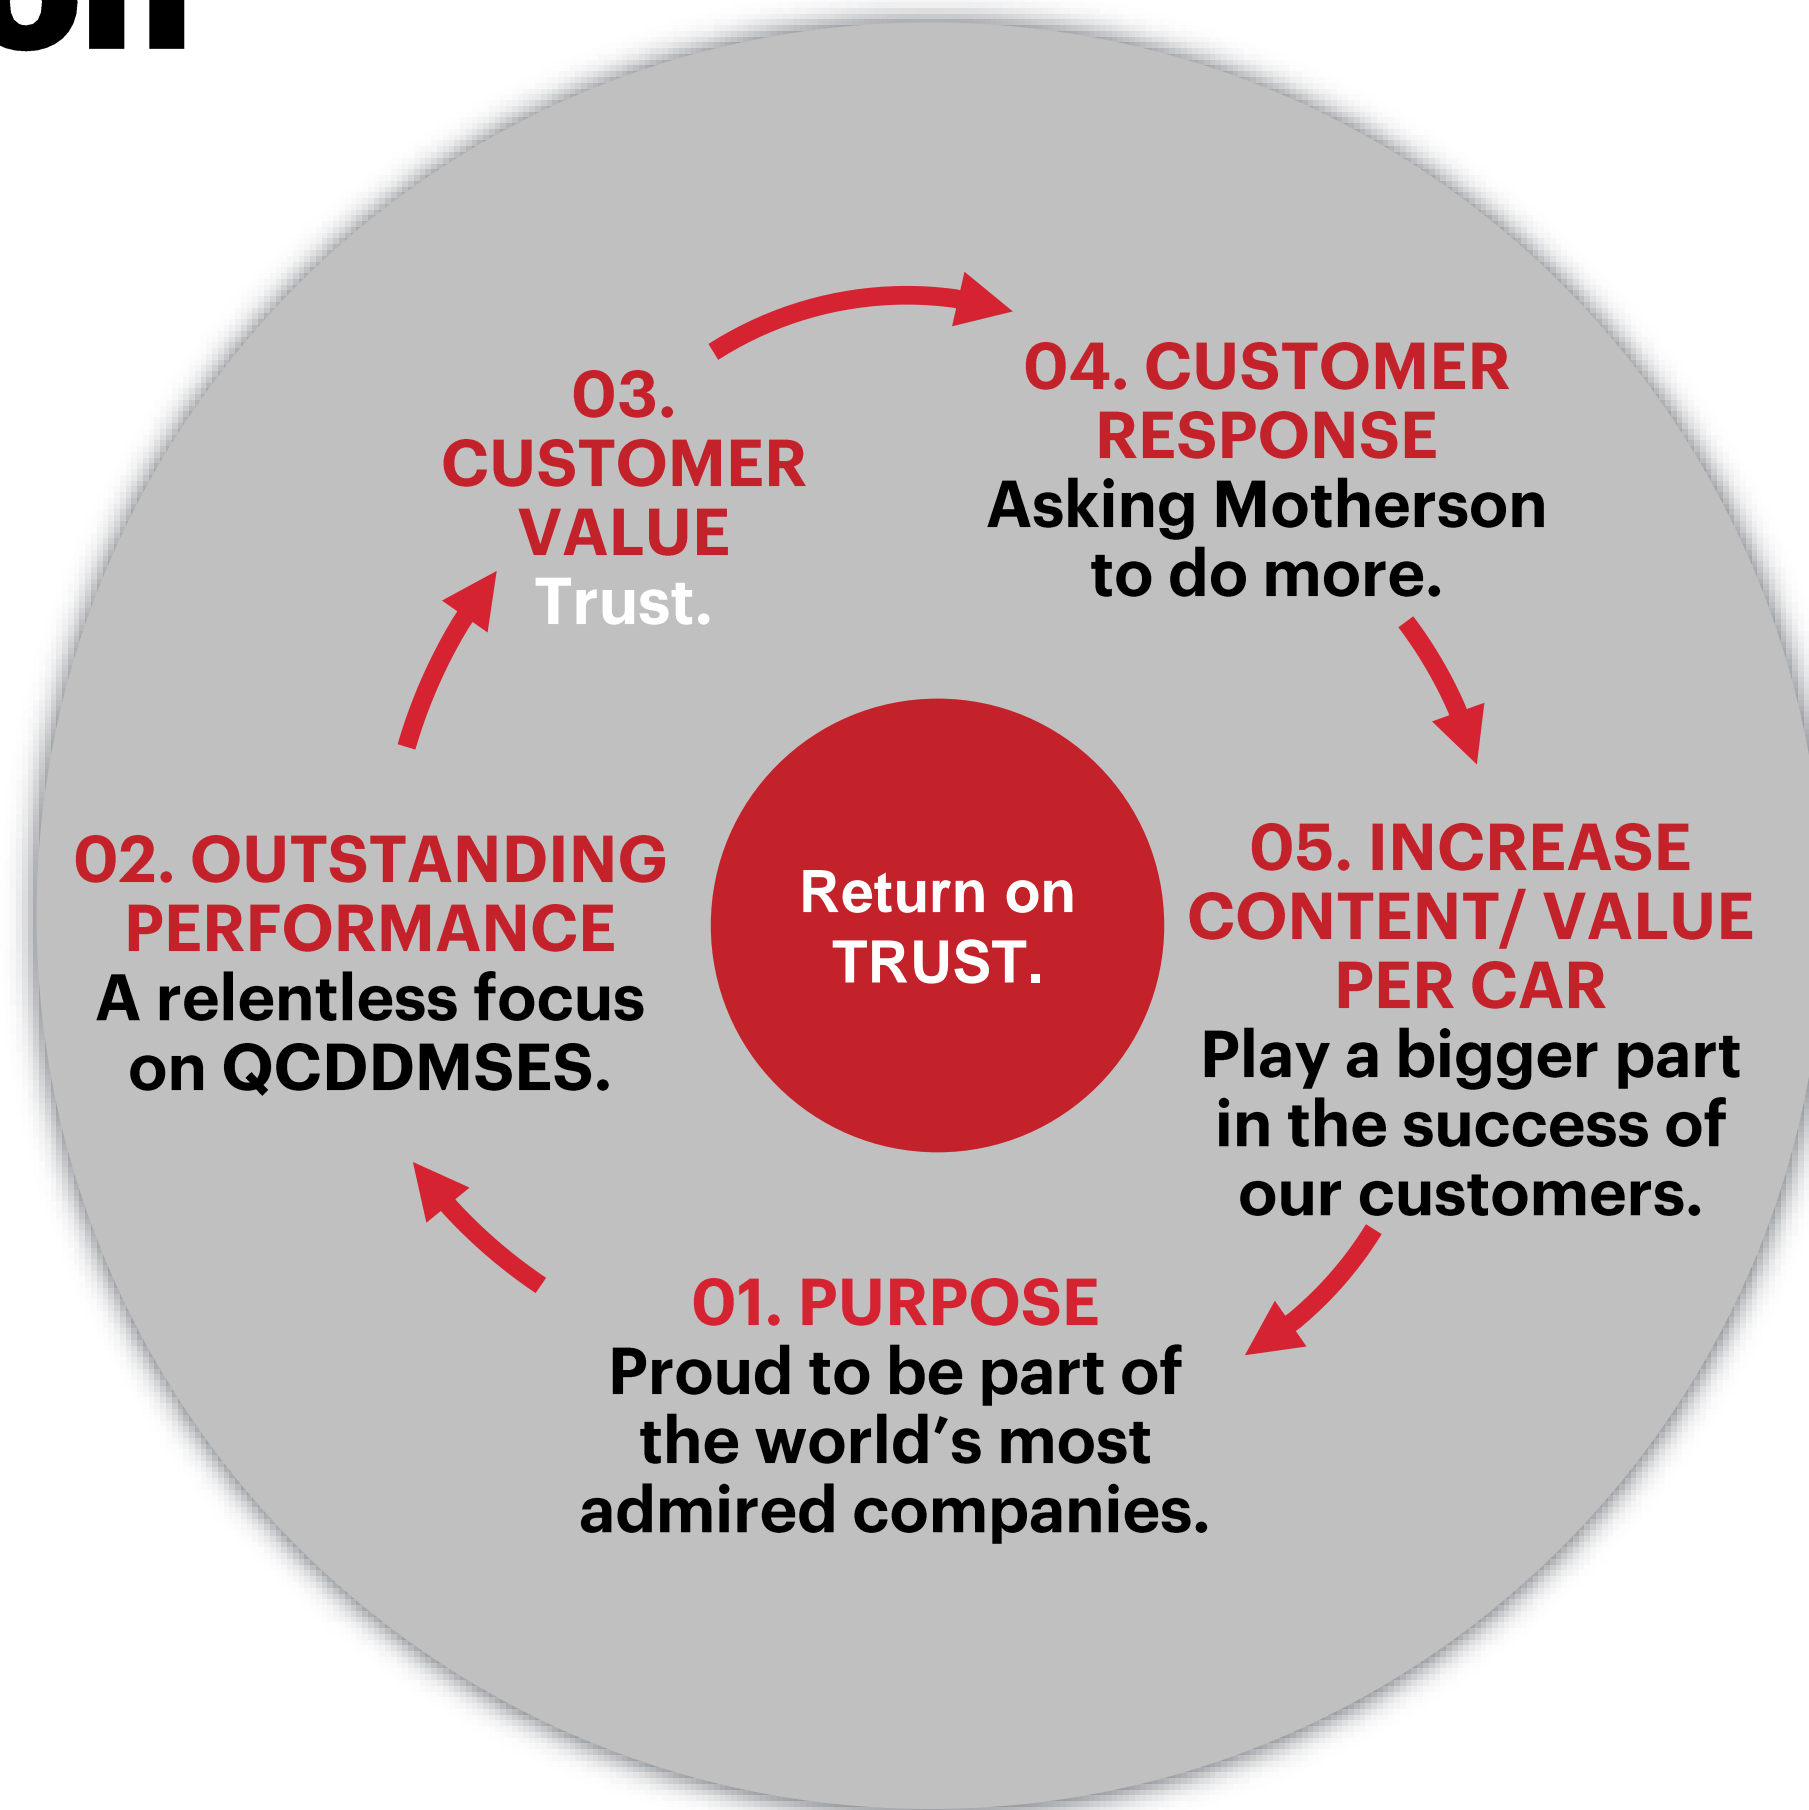 03.
CUSTOMER
VALUE
Trust.
04. CUSTOMER
RESPONSE
Asking Motherson
to do more.
02. OUTSTANDING
PERFORMANCE
A relentless focus
on QCDDMSES.
Return on
TRUST.
05. INCREASE
CONTENT/ VALUE
PER CAR
Play a bigger part
in the success of
our customers.
01. PURPOSE
Proud to be part of
the world’s most
admired companies.